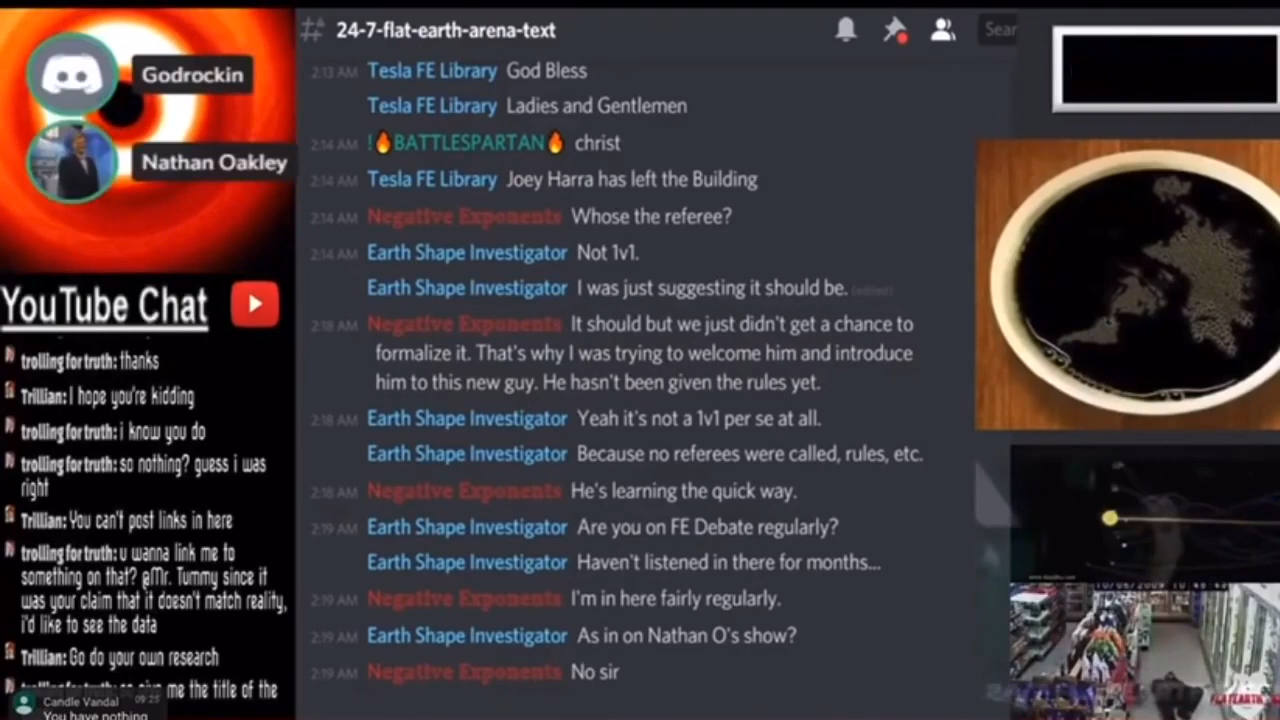 24-7-flat-earth-arena-text
Sear
Godrockin
Nathan Oakley
2:13 AM Tesla FE Library God Bless
Tesla FE Library Ladies and Gentlemen
2:14 AM !🔥BATTLESPARTAN🔥 christ
2:14 AM Tesla FE Library Joey Harra has left the Building
2:14 AM Negative Exponents Whose the referee?
2:14 AM Earth Shape Investigator Not 1v1.
Earth Shape Investigator I was just suggesting it should be. (edited)
2:18 AM Negative Exponents It should but we just didn't get a chance to
formalize it. That's why I was trying to welcome him and introduce
him to this new guy. He hasn't been given the rules yet.
2:18 AM Earth Shape Investigator Yeah it's not a 1v1 per se at all.
Earth Shape Investigator Because no referees were called, rules, etc.
2:18 AM Negative Exponents He's learning the quick way.
2:19 AM Earth Shape Investigator Are you on FE Debate regularly?
Earth Shape Investigator Haven't listened in there for months...
2:19 AM Negative Exponents I'm in here fairly regularly.
2:19 AM Earth Shape Investigator As in on Nathan O's show?
2:19 AM Negative Exponents No sir
YouTube Chat
trolling for truth: thanks
Trillian: I hope you're kidding
trolling for truth: i know you do
trolling for truth: so nothing? guess i was
right
Trillian: You can't post links in here
trolling for truth: u wanna link me to
something on that? @Mr. Tummy since it
was your claim that it doesn't match reality,
i'd like to see the data
Trillian: Go do your own research
me the title of the
Candle Vandal 09:25
You have nothing